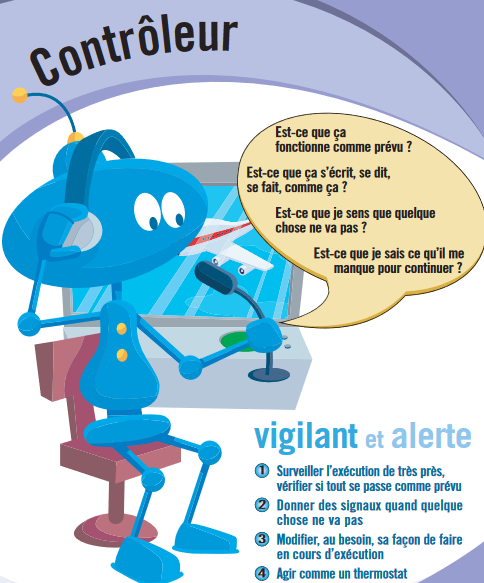 Contrôleur
Est-ce que ça
fonctionne comme prévu ?
Est-ce que ça s'écrit, se dit,
se fait, comme ça ?
Est-ce que je sens que quelque
chose ne va pas ?
Est-ce que je sais ce qu'il me
manque pour continuer ?
vigilant et alerte
1 Surveiller l'exécution de très près,
vérifier si tout se passe comme prévu
2 Donner des signaux quand quelque
chose ne va pas
3 Modifier, au besoin, sa façon de faire
en cours d'exécution
4 Agir comme un thermostat